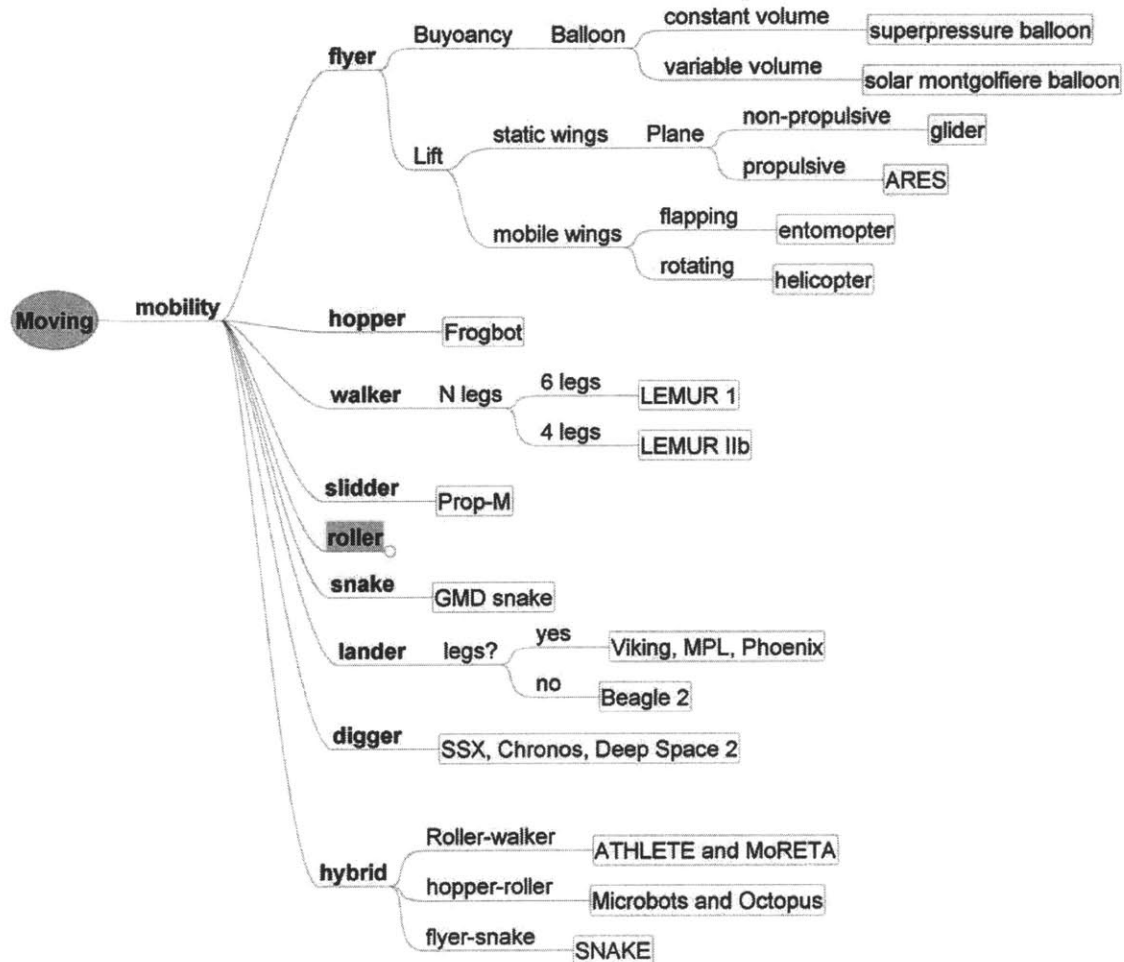 constant volume
superpressure balloon
Buyoancy
Balloon
flyer
variable volume
solar montgolfiere balloon
non-propulsive
glider
static wings
Plane
Lift
propulsive
ARES
flapping
entomopter
mobile wings
rotating
helicopter
Moving
mobility
hopper
Frogbot
6 legs
LEMUR 1
walker
N legs
4 legs
LEMUR IIb
slidder
Prop-M
roller
snake
GMD snake
yes
Viking, MPL, Phoenix
lander
legs?
no
Beagle 2
digger
SSX, Chronos, Deep Space 2
Roller-walker
ATHLETE and MoRETA
hybrid
hopper-roller
Microbots and Octopus
flyer-snake
SNAKE